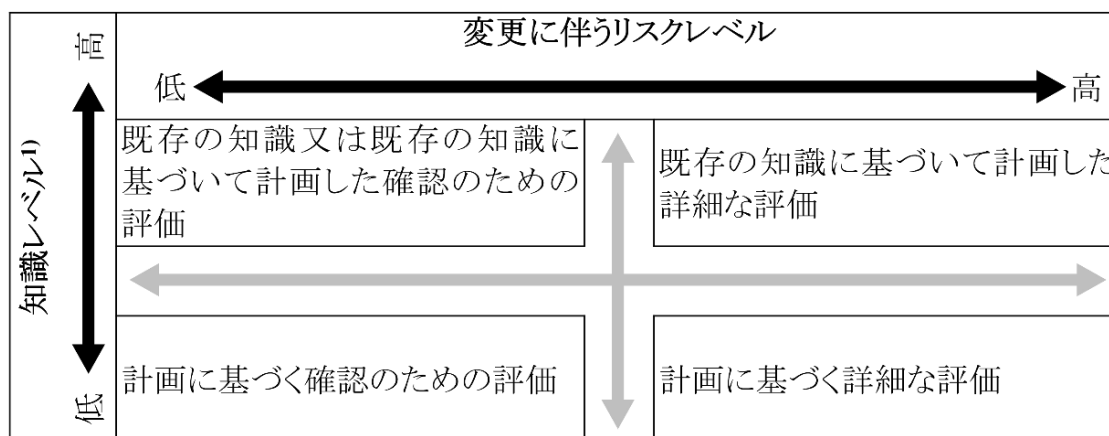 変更に伴うリスクレベル
低
高
高
知識レベル1)
低
既存の知識又は既存の知識に
基づいて計画した確認のための
評価
既存の知識に基づいて計画した
詳細な評価
計画に基づく確認のための評価
計画に基づく詳細な評価